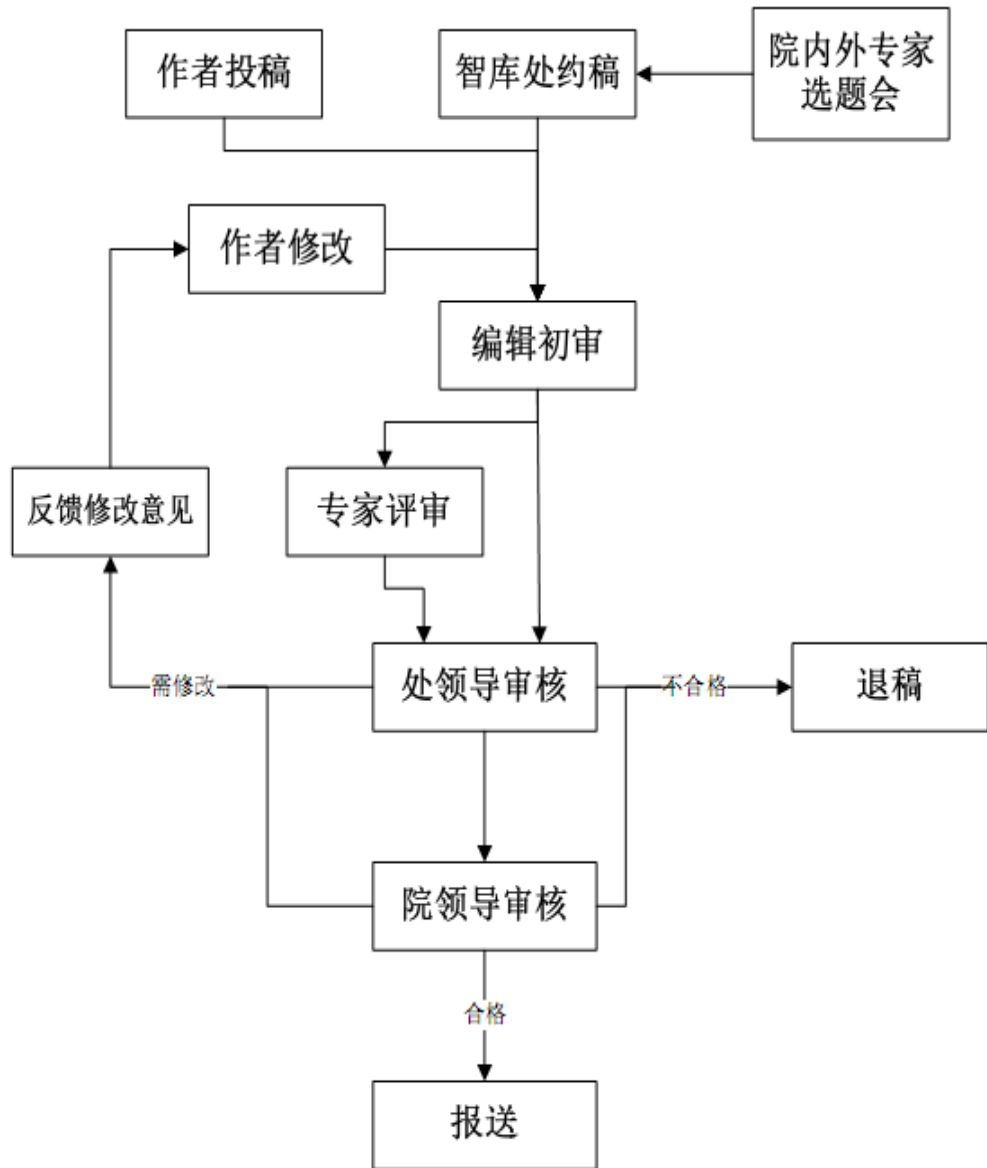 作者投稿
智库处约稿
院内外专家
选题会
作者修改
编辑初审
反馈修改意见
专家评审
需修改
处领导审核
不合格
退稿
院领导审核
合格
报送